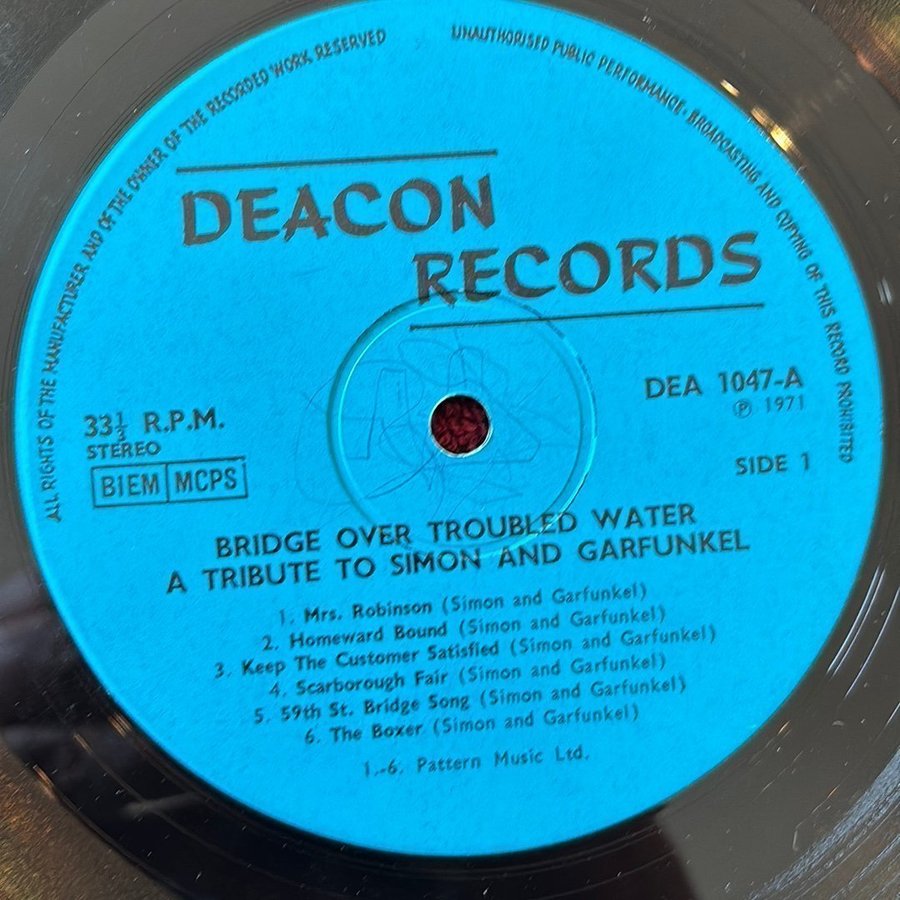 ALL RIGHTS OF THE MANUFACTURER AND OF THE OWNER OF THE RECORDED WORK RESERVED
UNAUTHORISED PUBLIC PERFORMANCE· BROADCASTING AND COPYING OF THIS RECORD PROHIBITED
DEACON
RECORDS
33⅓ R.P.M.
STEREO
BIEM MCPS
DEA 1047-A
℗ 1971
SIDE 1
BRIDGE OVER TROUBLED WATER
A TRIBUTE TO SIMON AND GARFUNKEL
1. Mrs. Robinson (Simon and Garfunkel)
2. Homeward Bound (Simon and Garfunkel)
3. Keep The Customer Satisfied (Simon and Garfunkel)
4. Scarborough Fair (Simon and Garfunkel)
5. 59th St. Bridge Song (Simon and Garfunkel)
6. The Boxer (Simon and Garfunkel)
1.-6. Pattern Music Ltd.